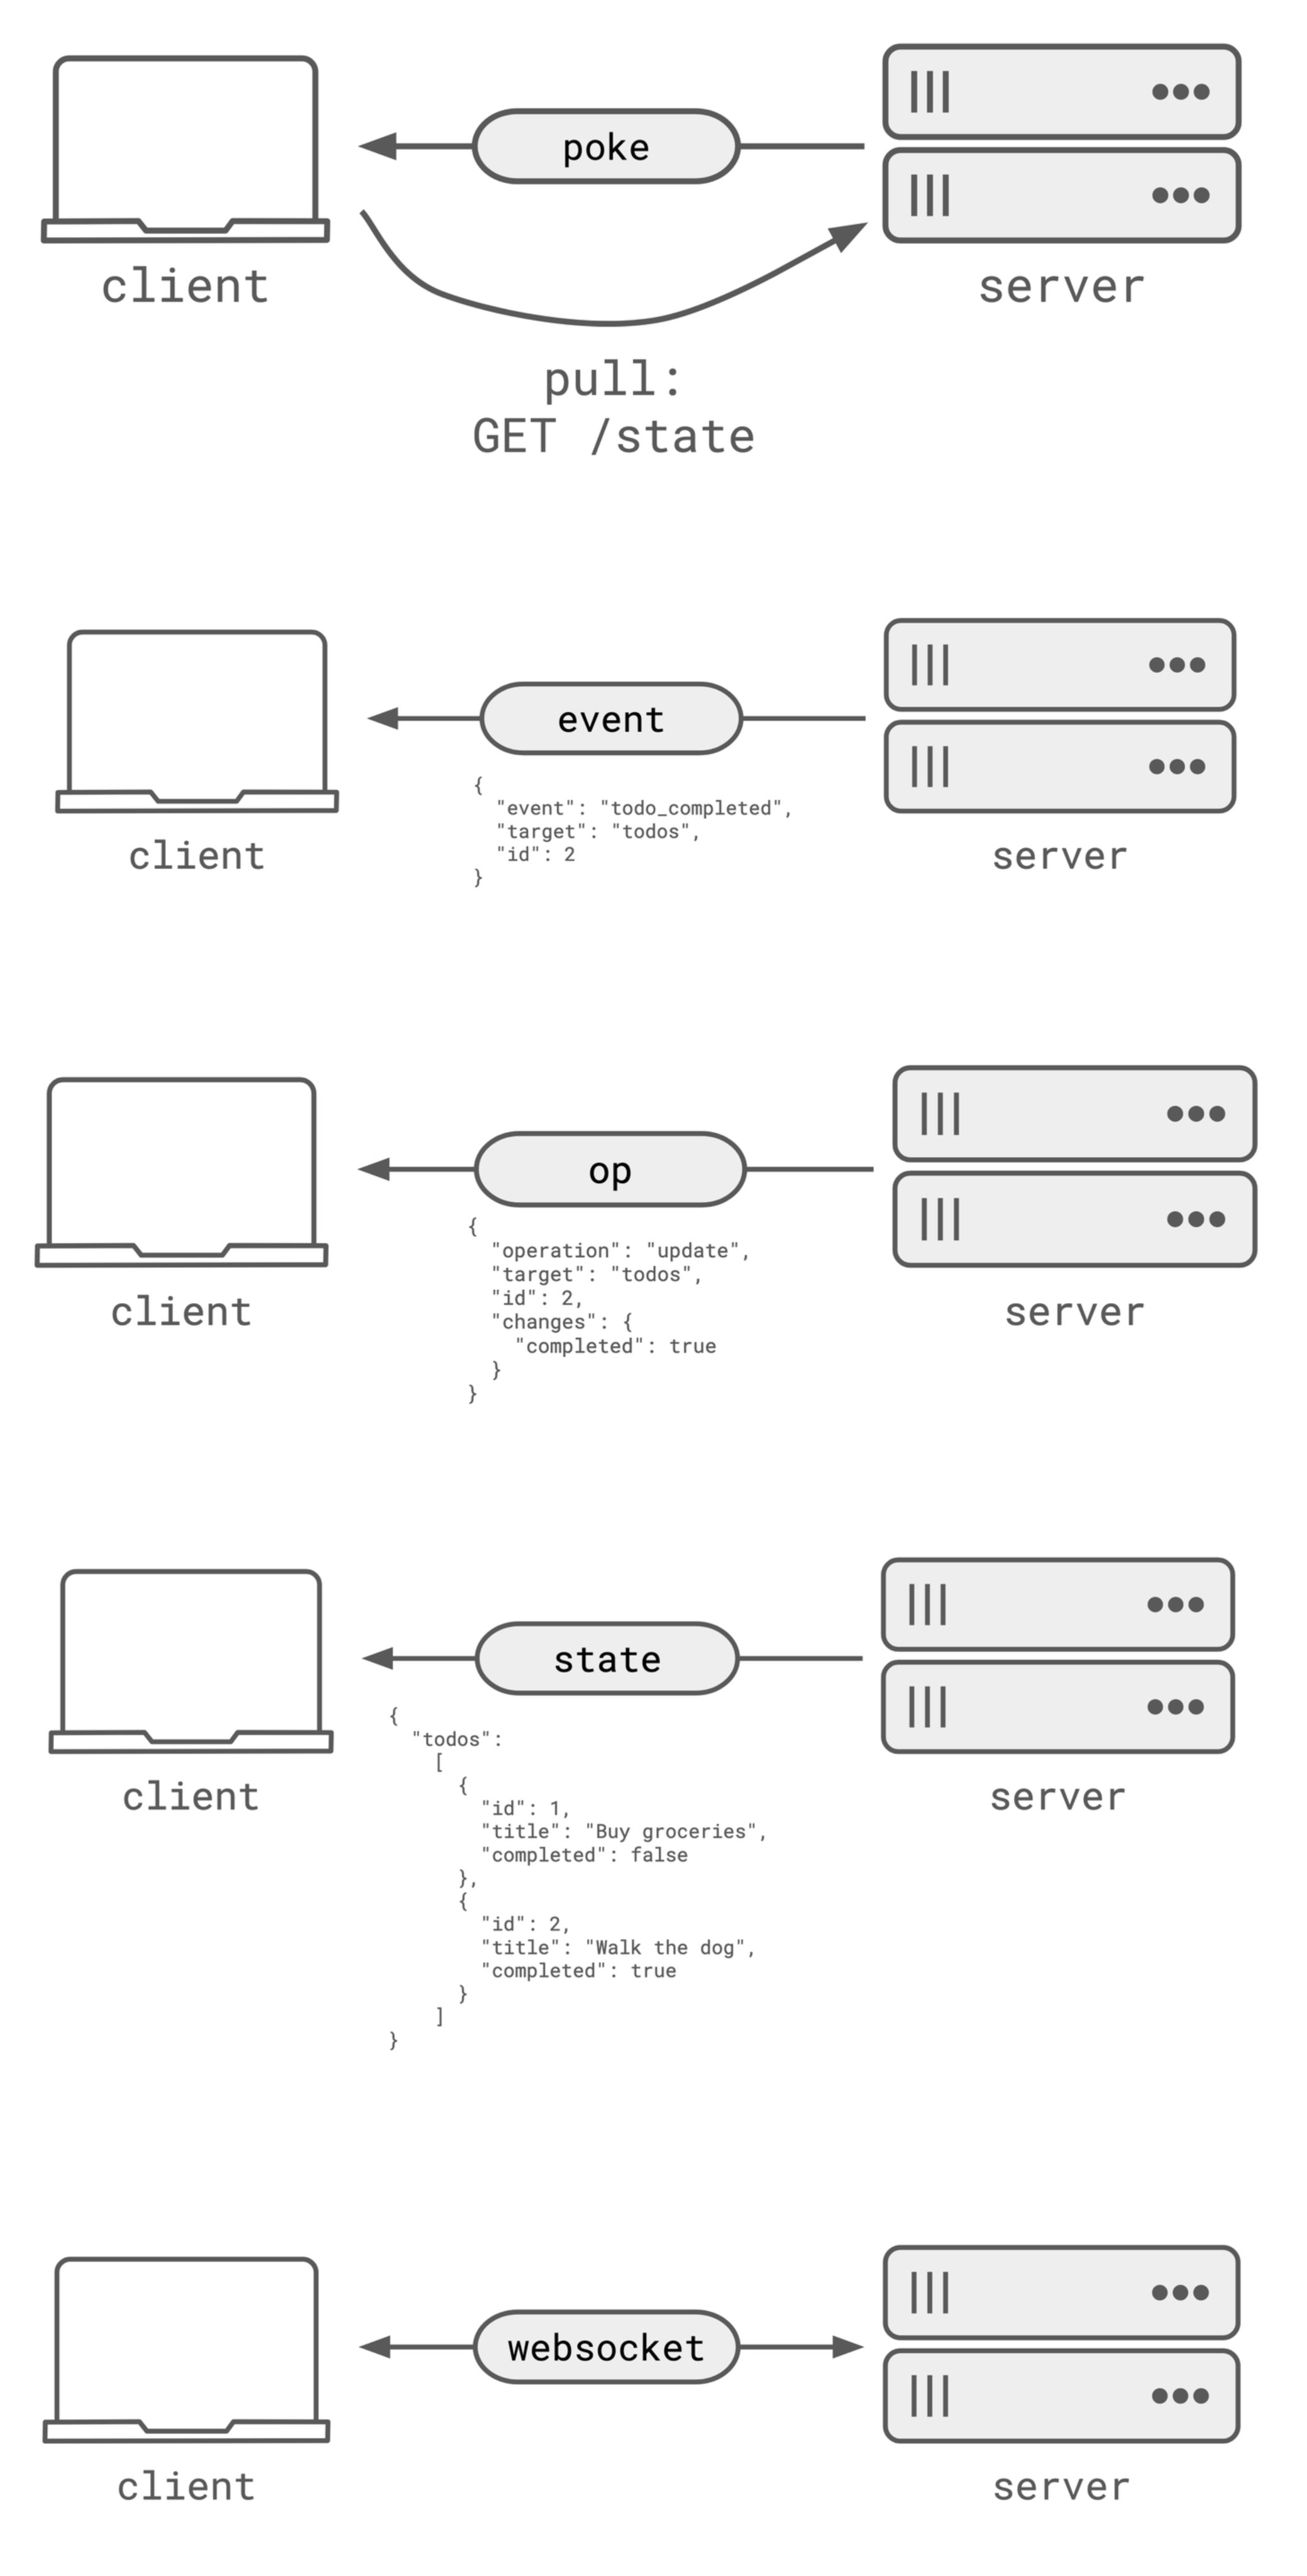 poke
client
server
pull:
GET /state
event
{
  "event": "todo_completed",
  "target": "todos",
  "id": 2
}
client
server
op
{
  "operation": "update",
  "target": "todos",
  "id": 2,
  "changes": {
    "completed": true
  }
}
client
server
state
{
  "todos":
    [
      {
        "id": 1,
        "title": "Buy groceries",
        "completed": false
      },
      {
        "id": 2,
        "title": "Walk the dog",
        "completed": true
      }
    ]
}
client
server
websocket
client
server